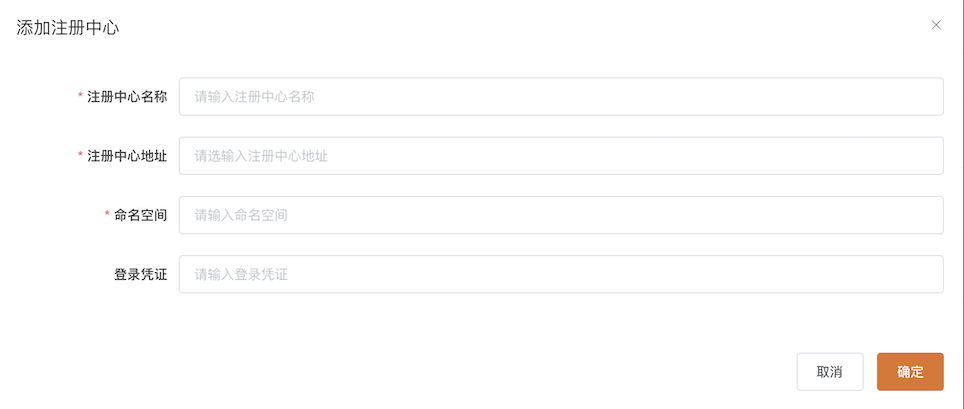 添加注册中心
* 注册中心名称 请输入注册中心名称
* 注册中心地址 请选输入注册中心地址
* 命名空间 请输入命名空间
登录凭证 请输入登录凭证
取消 确定